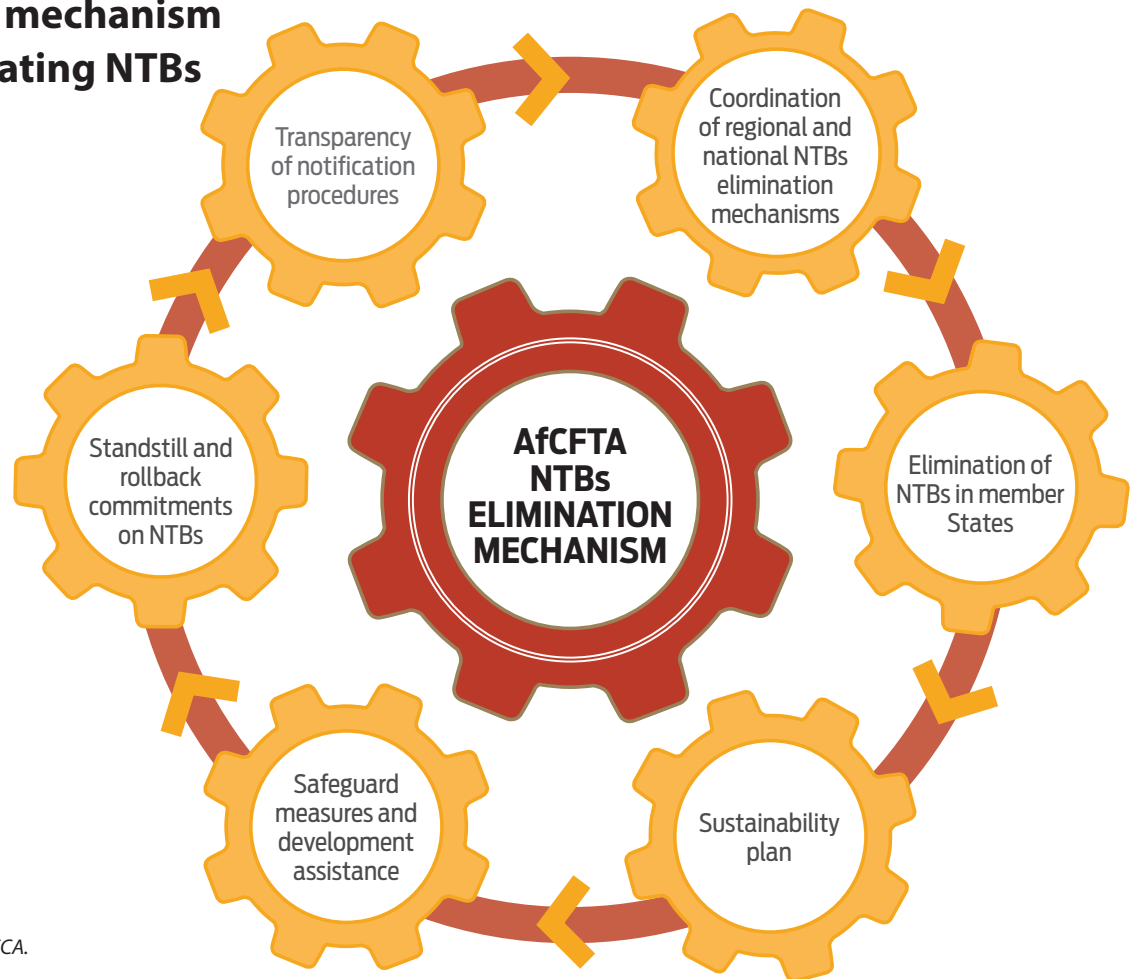 mechanism
ating NTBs
Transparency
of notification
procedures
Coordination
of regional and
national NTBs
elimination
mechanisms
Standstill and
rollback
commitments
on NTBs
AfCFTA
NTBs
ELIMINATION
MECHANISM
Elimination of
NTBs in member
States
Safeguard
measures and
development
assistance
Sustainability
plan
CA.